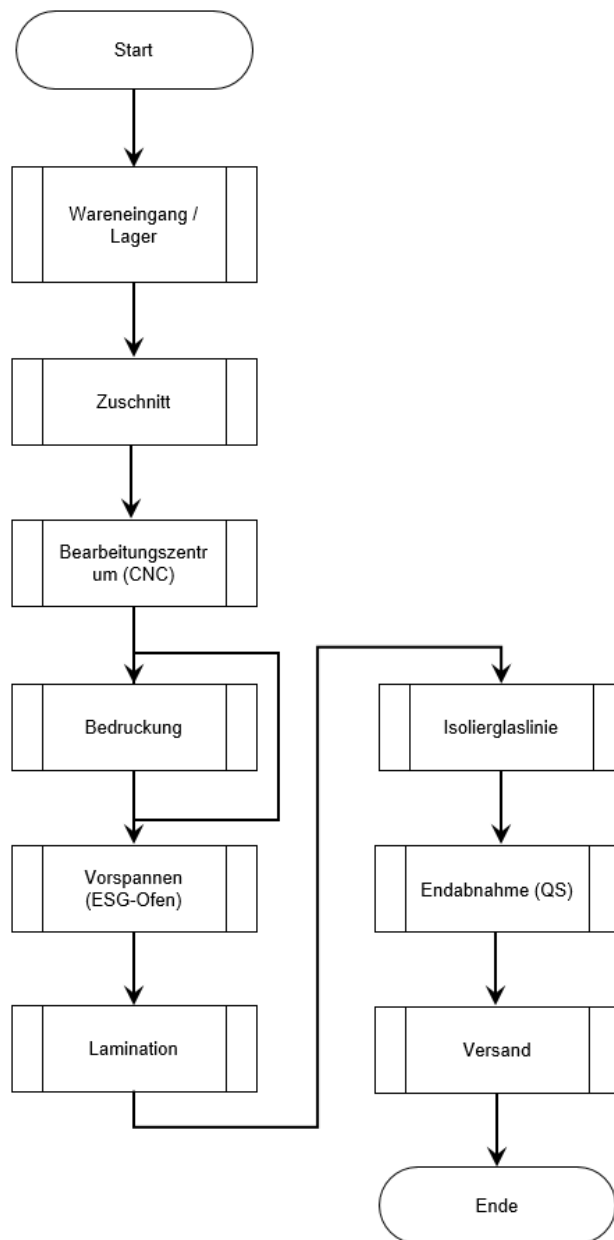 Start
Wareneingang /
Lager
Zuschnitt
Bearbeitungszentr
um (CNC)
Bedruckung
Vorspannen
(ESG-Ofen)
Lamination
Isolierglaslinie
Endabnahme (QS)
Versand
Ende